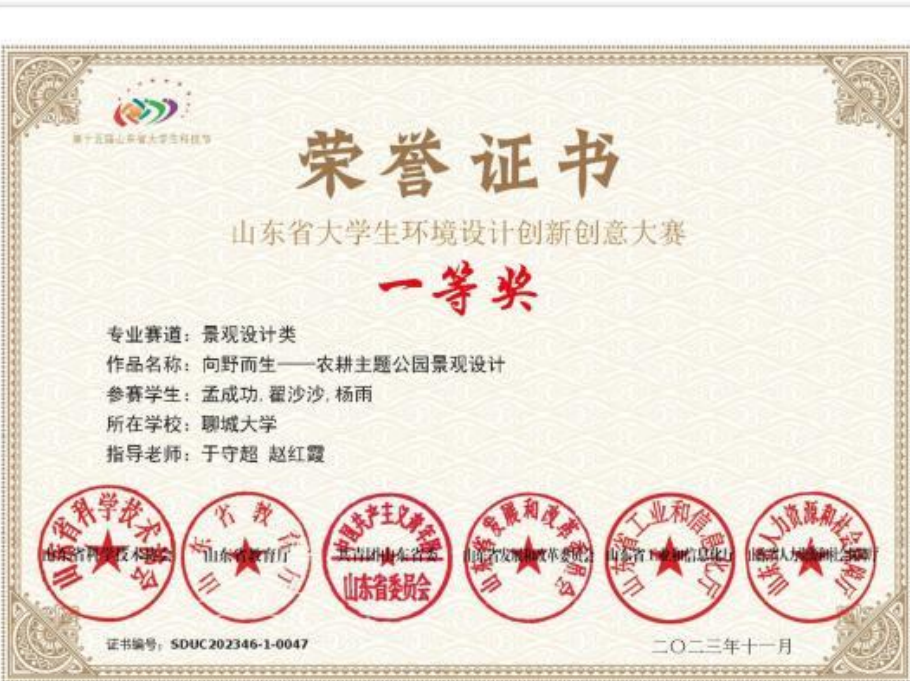 第十五届山东省大学生科技节
荣誉证书
山东省大学生环境设计创新创意大赛
一等奖
专业赛道：景观设计类
作品名称：向野而生——农耕主题公园景观设计
参赛学生：孟成功, 翟沙沙, 杨雨
所在学校：聊城大学
指导老师：于守超 赵红霞
山东省科学技术协会
山东省教育厅
共青团山东省委
山东省委员会
山东省发展和改革委员会
山东省工业和信息化厅
山东省人力资源和社会保障厅
证书编号：SDUC202346-1-0047
二〇二三年十一月